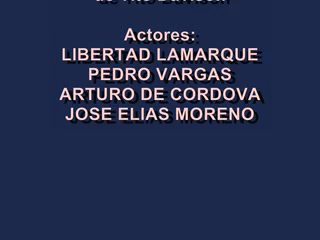 Actores:
LIBERTAD LAMARQUE
PEDRO VARGAS
ARTURO DE CORDOVA
JOSE ELIAS MORENO